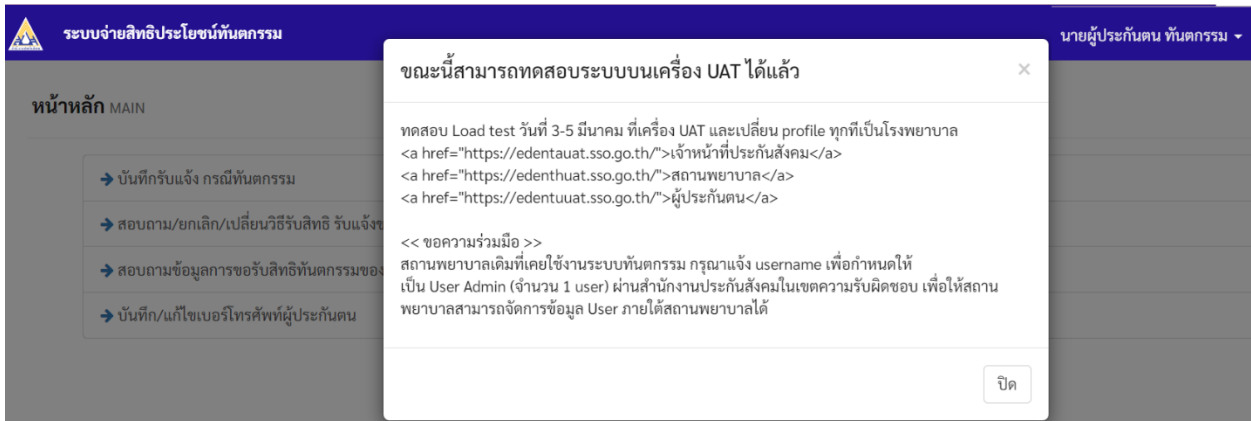 ระบบจ่ายสิทธิประโยชน์ทันตกรรม
นายผู้ประกันตน ทันตกรรม
หน้าหลัก MAIN
บันทึกรับแจ้ง กรณีทันตกรรม
สอบถาม/ยกเลิก/เปลี่ยนวิธีรับสิทธิ รับแจ้งข
สอบถามข้อมูลการขอรับสิทธิทันตกรรมของ
บันทึก/แก้ไขเบอร์โทรศัพท์ผู้ประกันตน
ขณะนี้สามารถทดสอบระบบบนเครื่อง UAT ได้แล้ว
×
ทดสอบ Load test วันที่ 3-5 มีนาคม ที่เครื่อง UAT และเปลี่ยน profile ทุกทีเป็นโรงพยาบาล
<a href="https://edentauat.sso.go.th/">เจ้าหน้าที่ประกันสังคม</a>
<a href="https://edenthuat.sso.go.th/">สถานพยาบาล</a>
<a href="https://edentuuat.sso.go.th/">ผู้ประกันตน</a>
<< ขอความร่วมมือ >>
สถานพยาบาลเดิมที่เคยใช้งานระบบทันตกรรม กรุณาแจ้ง username เพื่อกำหนดให้
เป็น User Admin (จำนวน 1 user) ผ่านสำนักงานประกันสังคมในเขตความรับผิดชอบ เพื่อให้สถาน
พยาบาลสามารถจัดการข้อมูล User ภายใต้สถานพยาบาลได้
ปิด